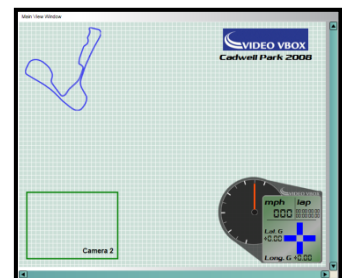 Main View Window
VIDEO VBOX
Cadwell Park 2008
mph lap
000
Lat G
+0.00
Long. G +0.00
Camera 2